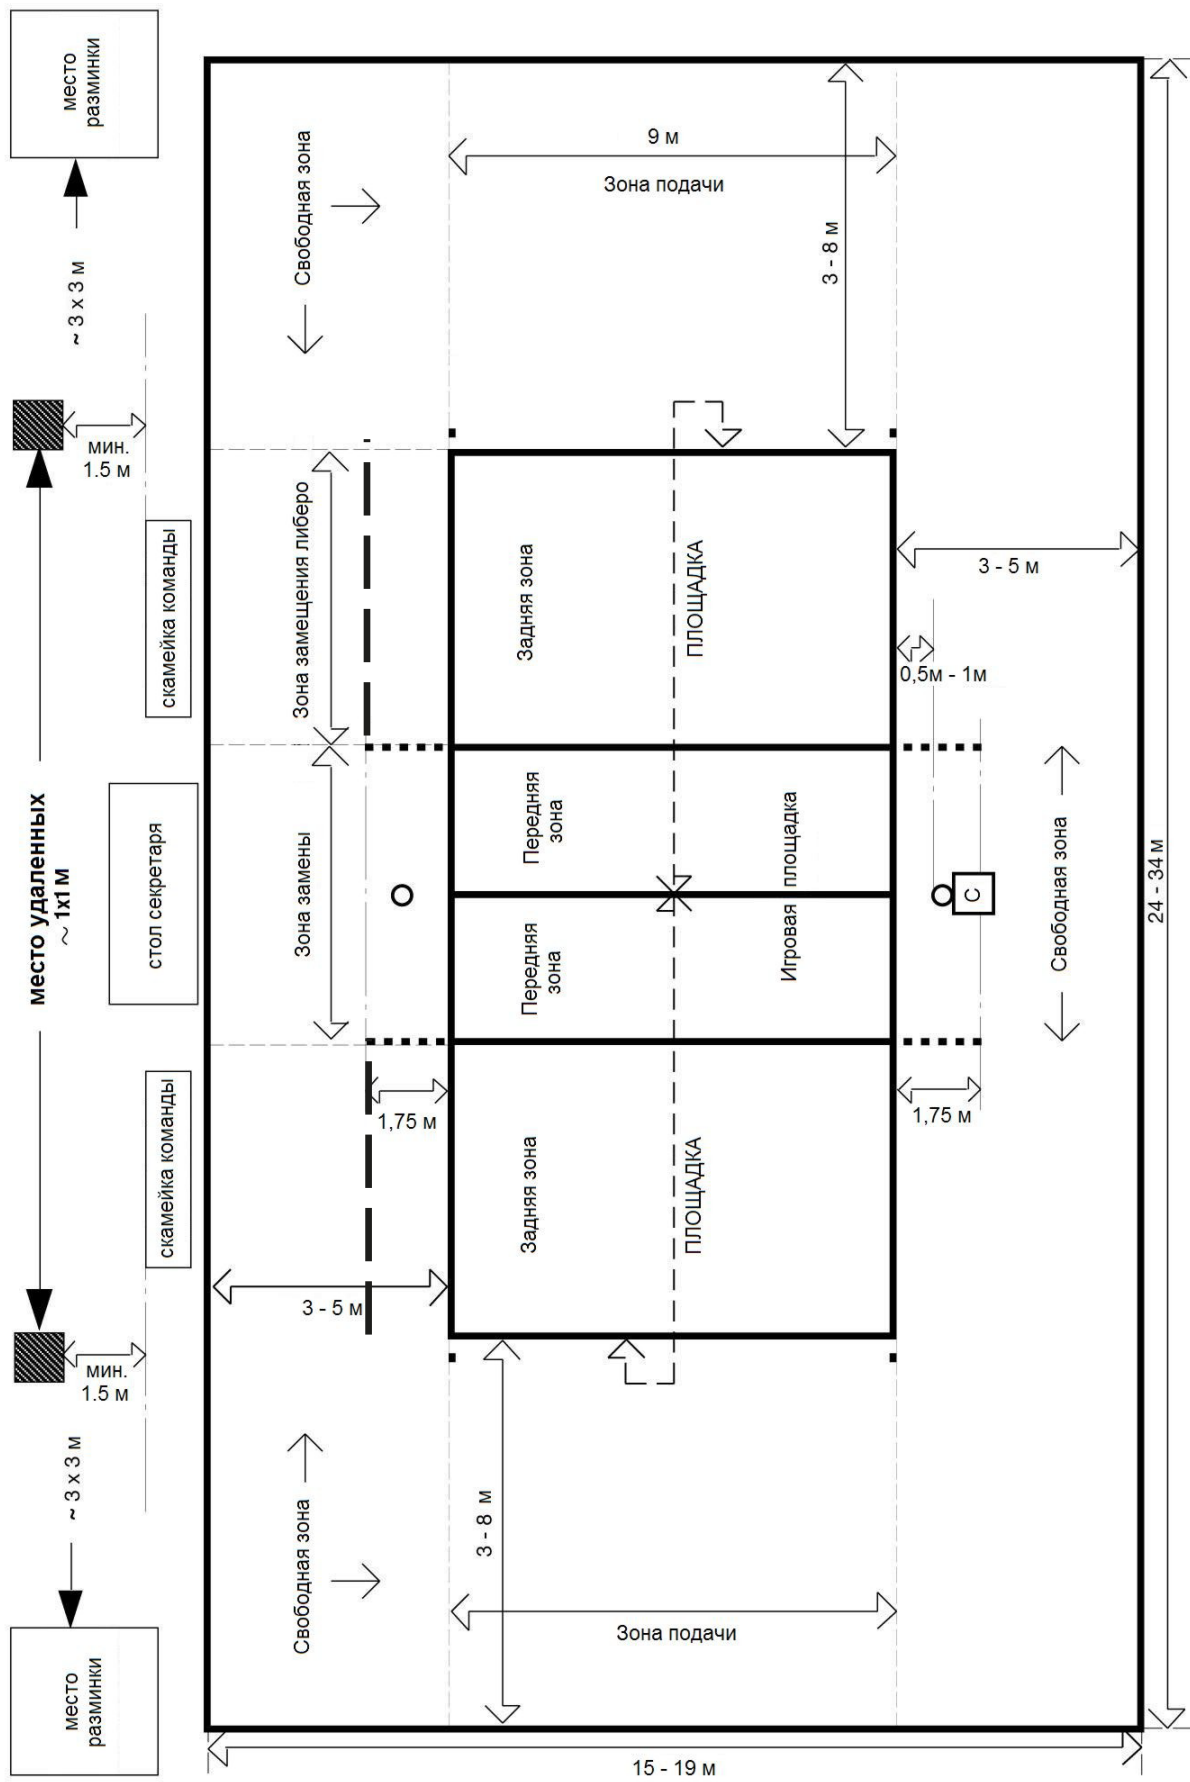 место
разминки
~ 3 x 3 м
мин.
1.5 м
место удаленных
~ 1x1 м
мин.
1.5 м
~ 3 x 3 м
место
разминки
скамейка команды
стол секретаря
скамейка команды
Свободная зона
Зона замещения либеро
Зона замены
3 - 5 м
Свободная зона
1,75 м
9 м
Зона подачи
3 - 8 м
Задняя зона
ПЛОЩАДКА
Передняя
зона
Игровая площадка
Передняя
зона
Задняя зона
ПЛОЩАДКА
3 - 8 м
Зона подачи
3 - 5 м
0,5м - 1м
С
Свободная зона
1,75 м
24 - 34 м
15 - 19 м